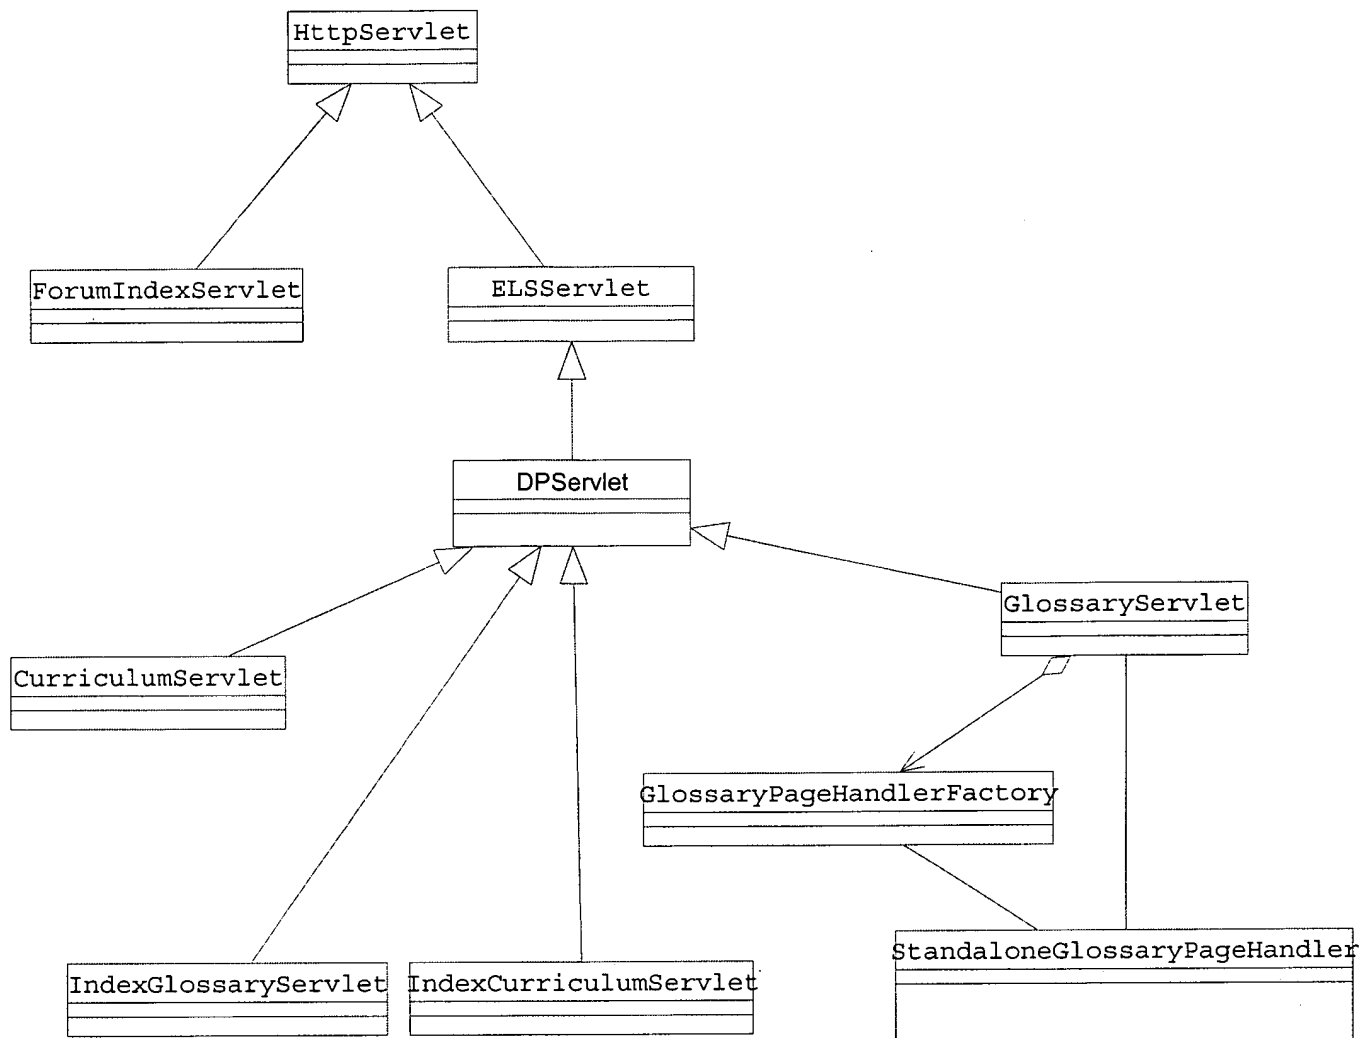 HttpServlet
ForumIndexServlet
ELSServlet
DPServlet
GlossaryServlet
CurriculumServlet
GlossaryPageHandlerFactory
StandaloneGlossaryPageHandler
IndexGlossaryServlet
IndexCurriculumServlet